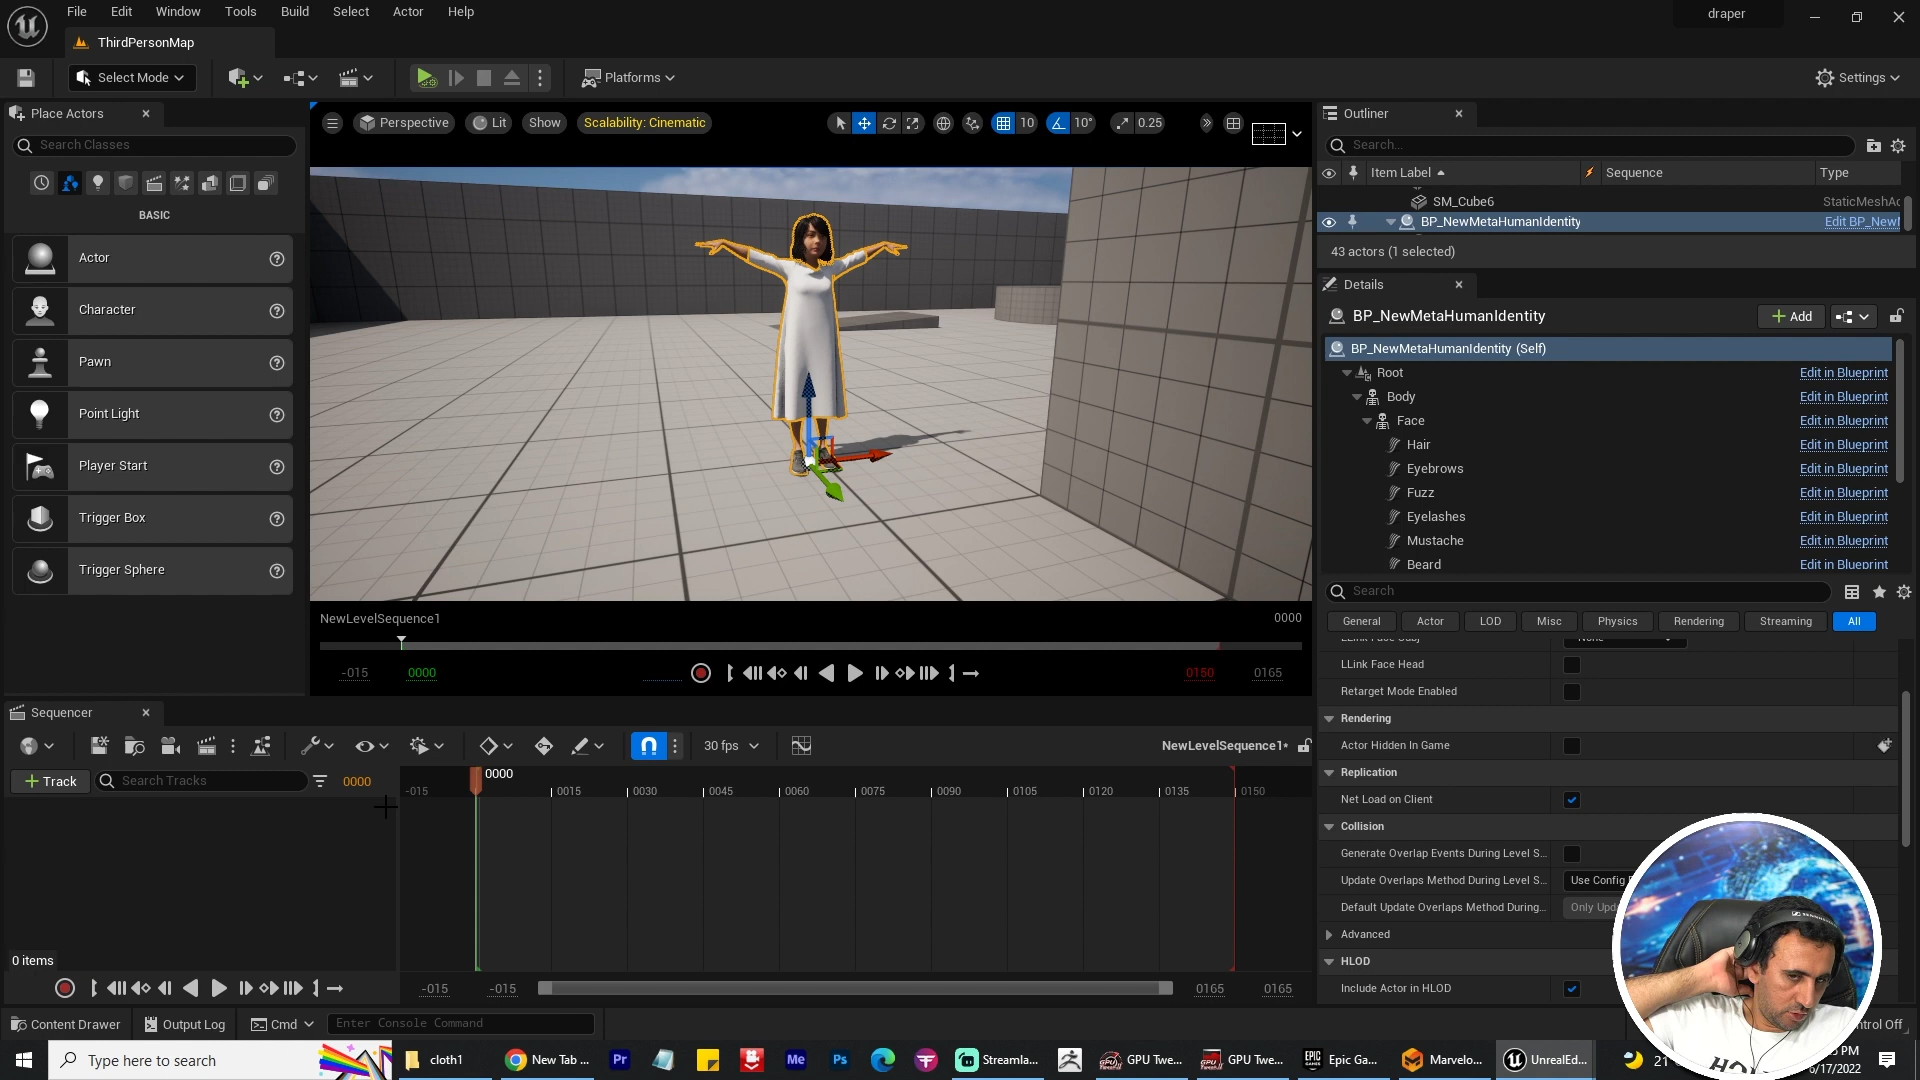 File Edit Window Tools Build Select Actor Help
draper
ThirdPersonMap
Select Mode
Platforms
Settings
Place Actors
Search Classes
BASIC
Actor
Character
Pawn
Point Light
Player Start
Trigger Box
Trigger Sphere
Perspective Lit Show Scalability: Cinematic
10 10° 0.25
NewLevelSequence1 0000
-015 0000 0150 0165
Outliner
Search...
Item Label Sequence Type
SM_Cube6 StaticMeshAc
BP_NewMetaHumanIdentity Edit BP_New
43 actors (1 selected)
Details
BP_NewMetaHumanIdentity Add
BP_NewMetaHumanIdentity (Self)
Root Edit in Blueprint
Body Edit in Blueprint
Face Edit in Blueprint
Hair Edit in Blueprint
Eyebrows Edit in Blueprint
Fuzz Edit in Blueprint
Eyelashes Edit in Blueprint
Mustache Edit in Blueprint
Beard Edit in Blueprint
Search
General Actor LOD Misc Physics Rendering Streaming All
LLink Face Subj
LLink Face Head
Retarget Mode Enabled
Rendering
Actor Hidden In Game
Replication
Net Load on Client
Collision
Generate Overlap Events During Level S...
Update Overlaps Method During Level S... Use Config
Default Update Overlaps Method During... Only Upd
Advanced
HLOD
Include Actor in HLOD
Sequencer
30 fps NewLevelSequence1*
Track Search Tracks 0000
0000
-015 0015 0030 0045 0060 0075 0090 0105 0120 0135 0150
0 items
-015 -015 0165 0165
Content Drawer Output Log Cmd Enter Console Command
ntrol Off
Type here to search
cloth1 New Tab ... Pr Me Ps Streamla... GPU Twe... GPU Twe... Epic Ga... Marvelo... UnrealEd...
21
PM
6/17/2022